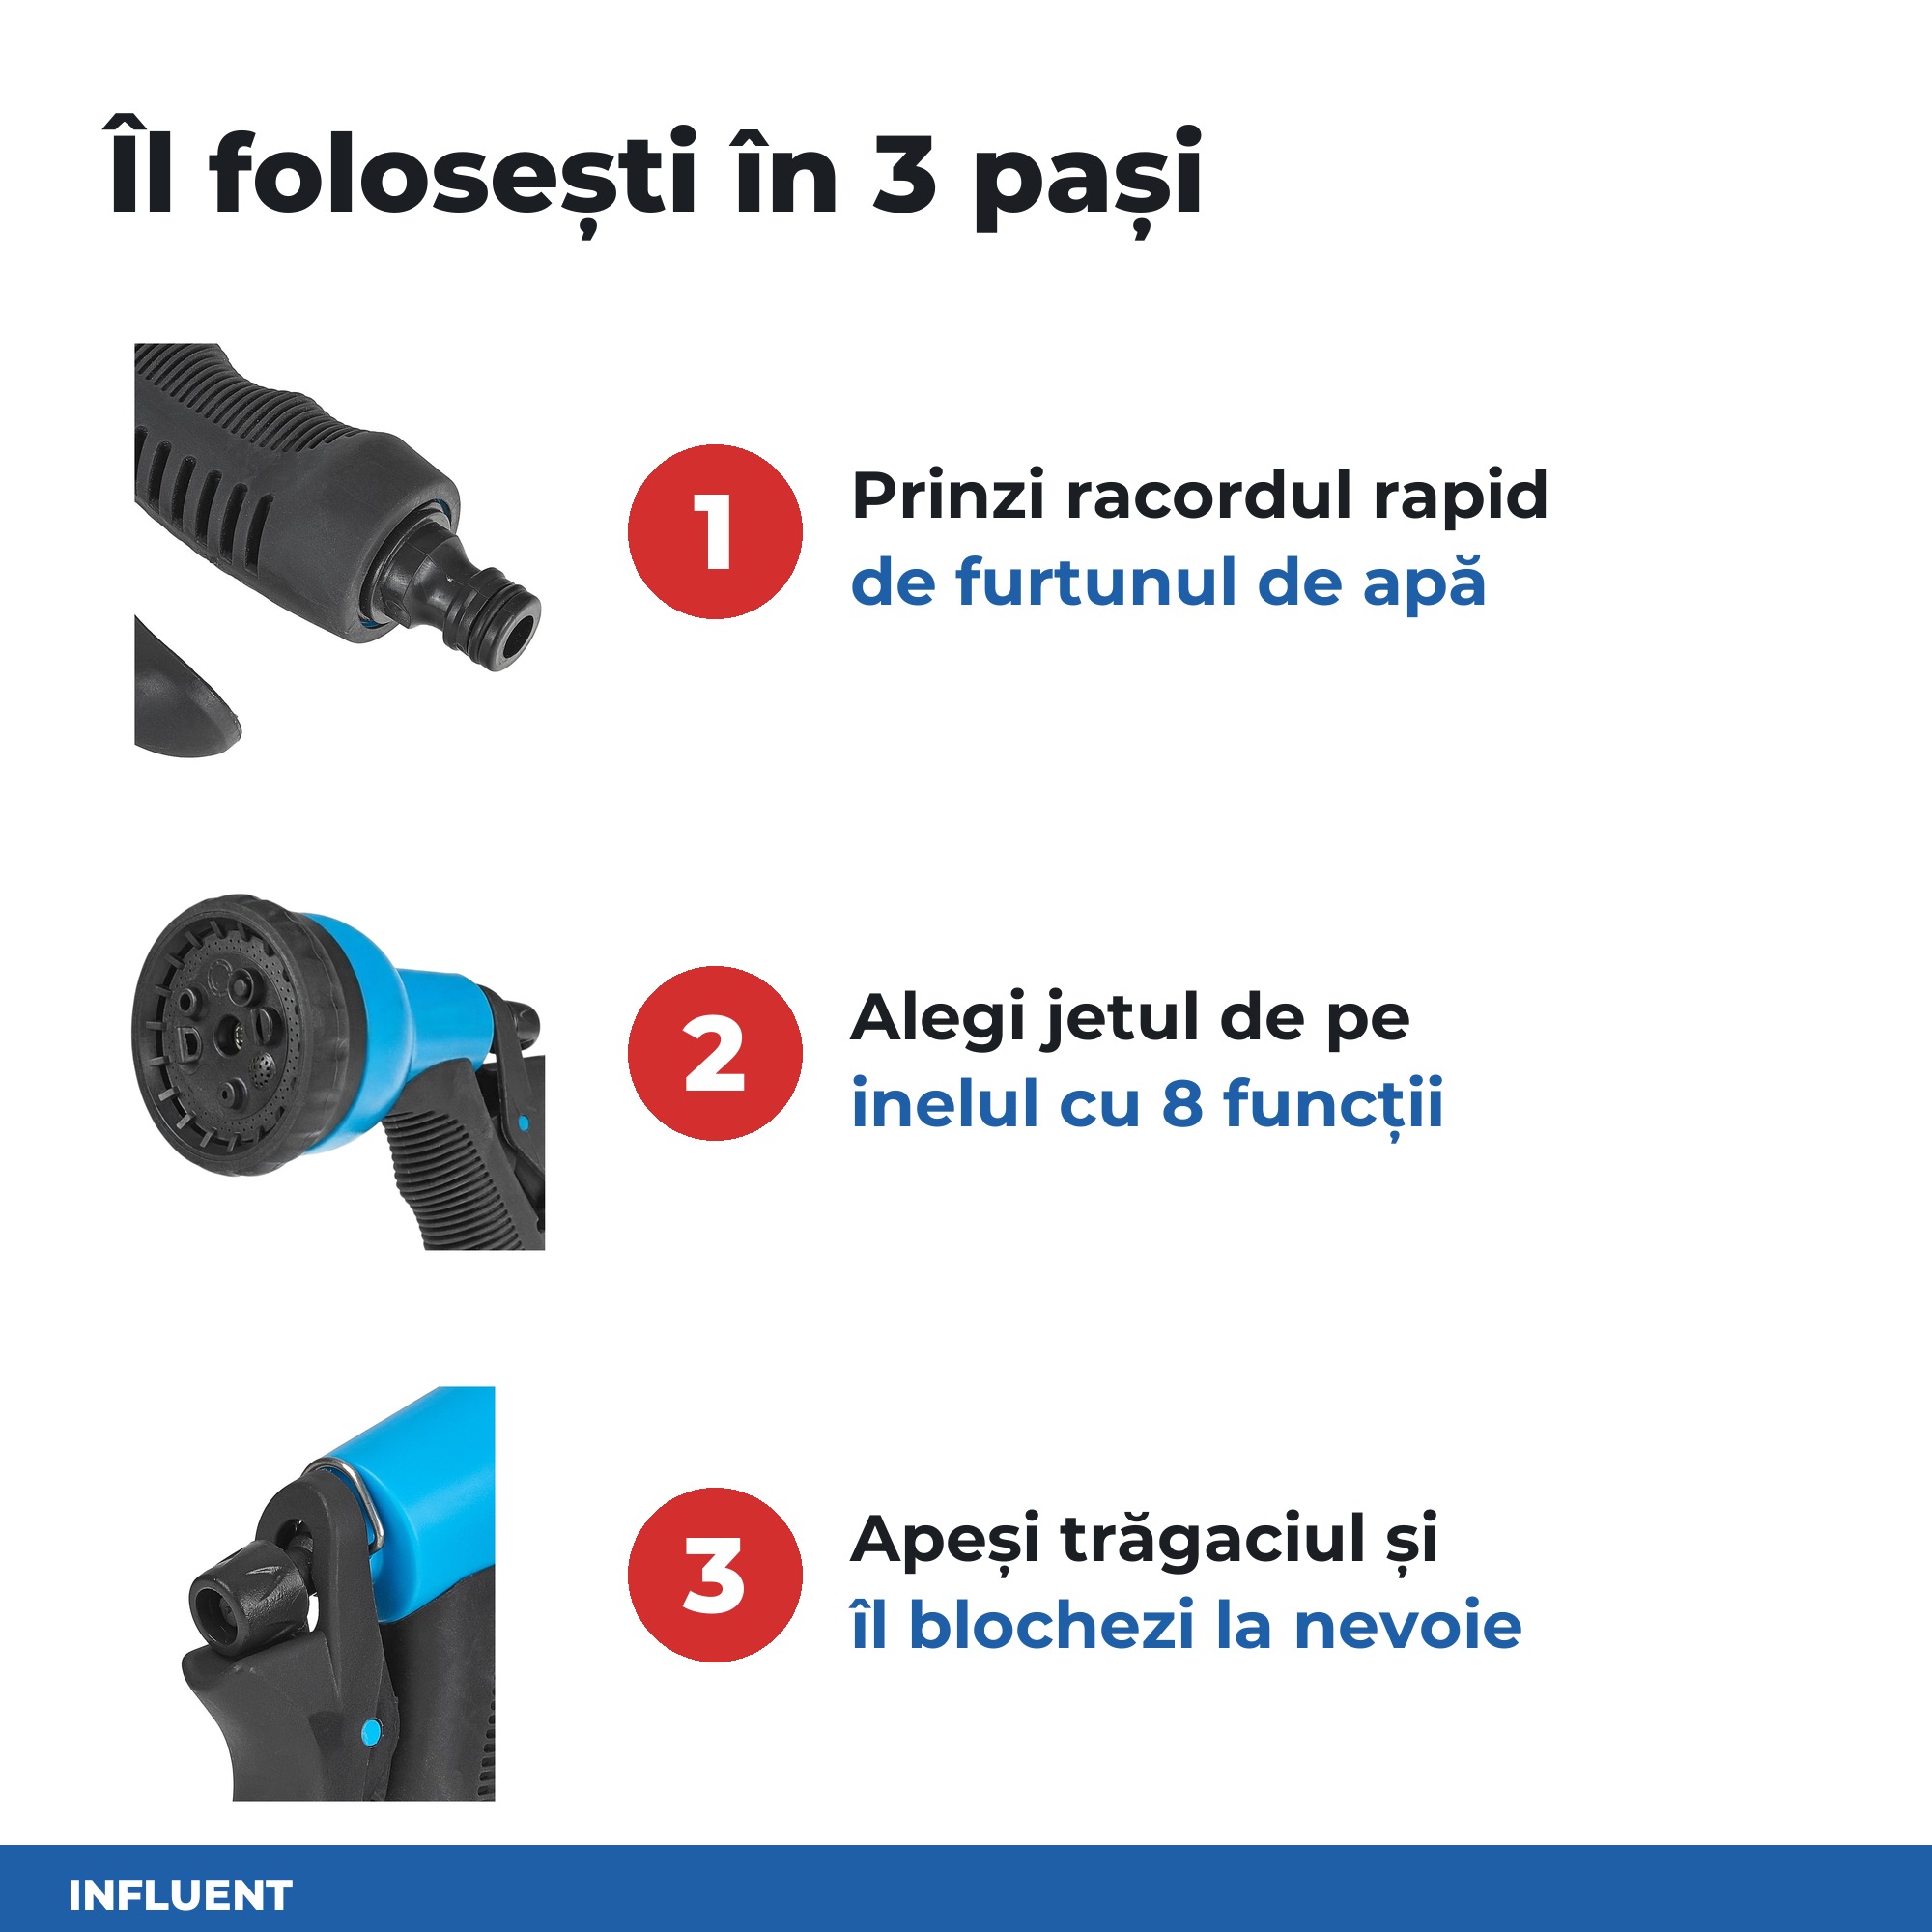 Îl folosești în 3 pași
1
Prinzi racordul rapid
de furtunul de apă
2
Alegi jetul de pe
inelul cu 8 funcții
3
Apeși trăgaciul și
îl blochezi la nevoie
INFLUENT